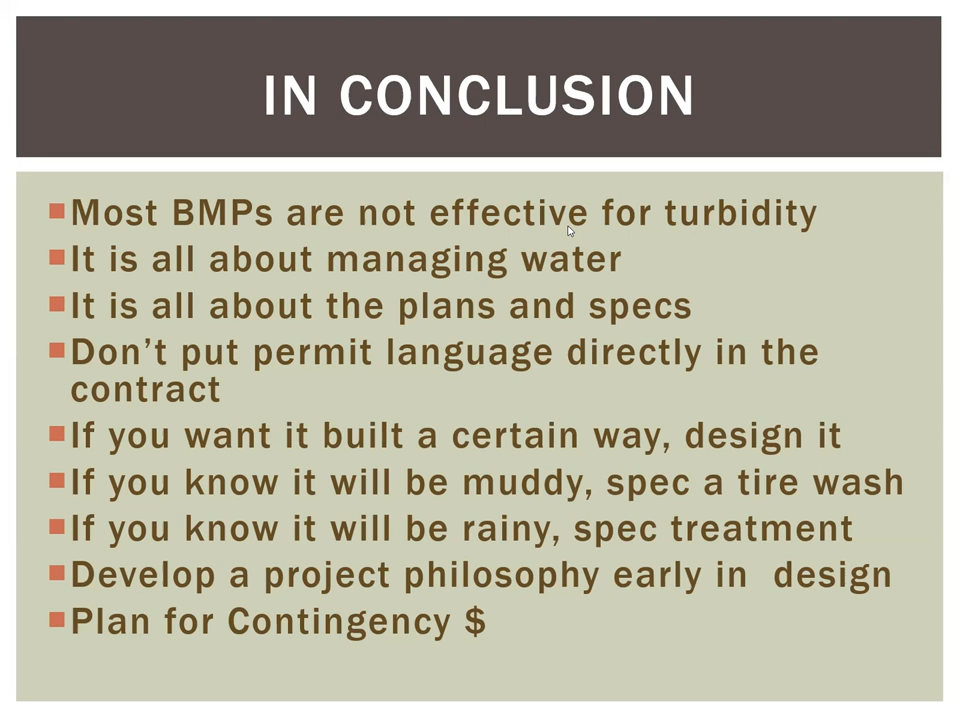 IN CONCLUSION
Most BMPs are not effective for turbidity
It is all about managing water
It is all about the plans and specs
Don’t put permit language directly in the
contract
If you want it built a certain way, design it
If you know it will be muddy, spec a tire wash
If you know it will be rainy, spec treatment
Develop a project philosophy early in  design
Plan for Contingency $